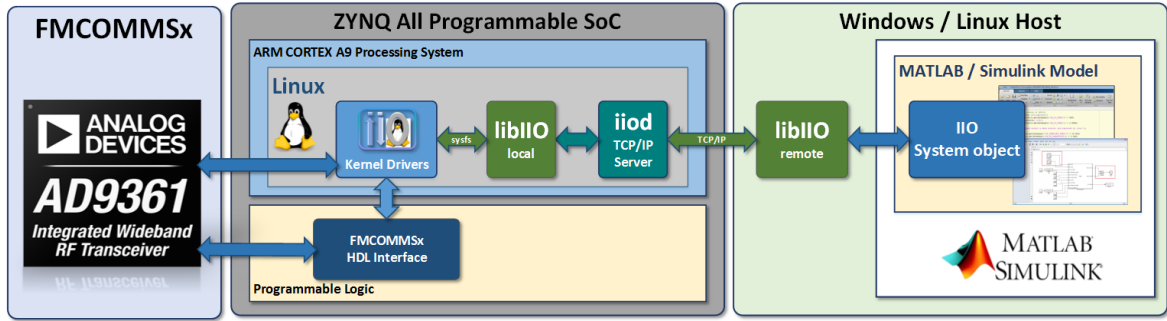 FMCOMMSx
ANALOG
DEVICES
AD9361
Integrated Wideband
RF Transceiver
ZYNQ All Programmable SoC
ARM CORTEX A9 Processing System
Linux
iio
Kernel Drivers
sysfs
libIIO
local
iiod
TCP/IP
Server
TCP/IP
FMCOMMSx
HDL Interface
Programmable Logic
Windows / Linux Host
libIIO
remote
MATLAB / Simulink Model
IIO
System object
MATLAB
SIMULINK®